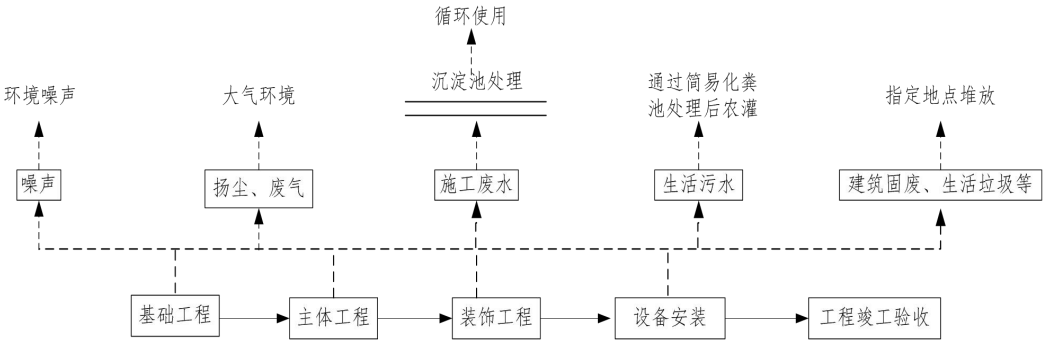 循环使用
环境噪声
大气环境
沉淀池处理
通过简易化粪
池处理后农灌
指定地点堆放
噪声
扬尘、废气
施工废水
生活污水
建筑固废、生活垃圾等
基础工程
主体工程
装饰工程
设备安装
工程竣工验收